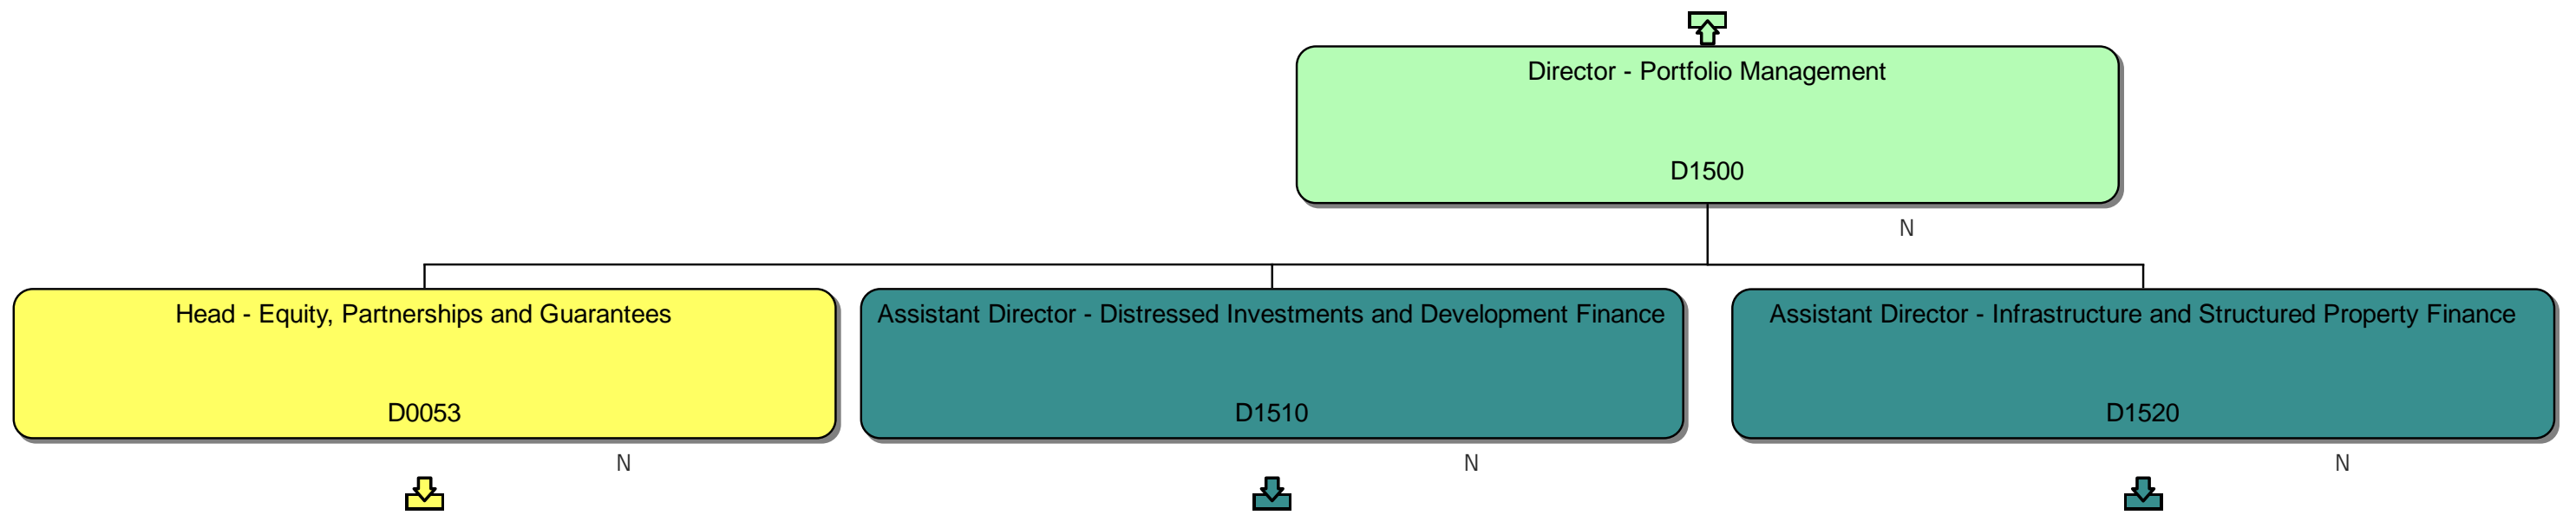 Director - Portfolio Management
D1500
N
Head - Equity, Partnerships and Guarantees
D0053
N
Assistant Director - Distressed Investments and Development Finance
D1510
N
Assistant Director - Infrastructure and Structured Property Finance
D1520
N